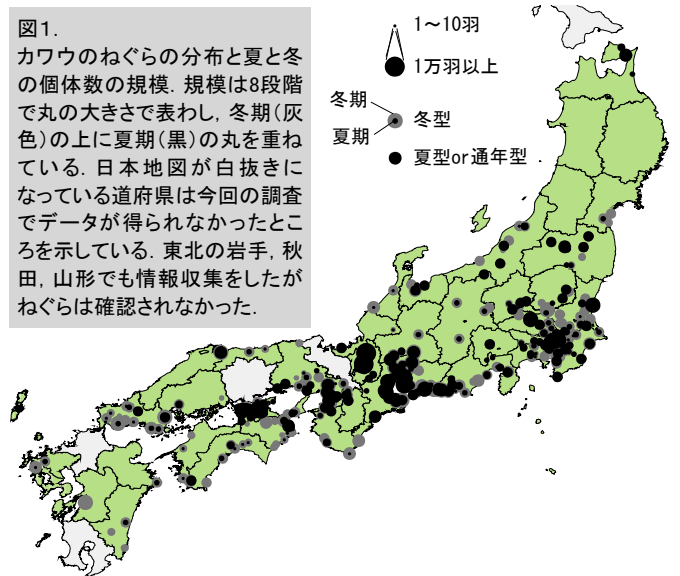 図1.
カワウのねぐらの分布と夏と冬
の個体数の規模. 規模は8段階
で丸の大きさで表わし, 冬期(灰
色)の上に夏期(黒)の丸を重ね
ている. 日本地図が白抜きに
なっている道府県は今回の調査
でデータが得られなかったとこ
ろを示している. 東北の岩手, 秋
田, 山形でも情報収集をしたが
ねぐらは確認されなかった.
1～10羽
1万羽以上
冬期
冬型
夏期
夏型or通年型 .